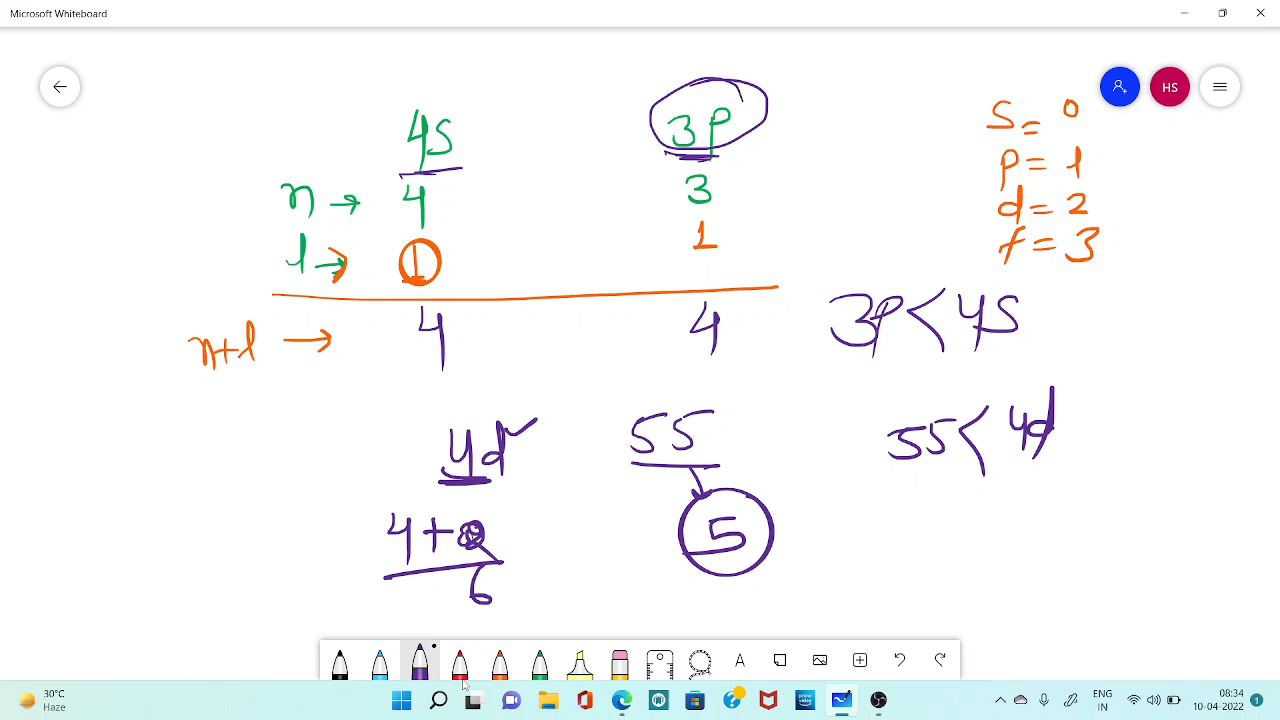 Microsoft Whiteboard
HS
4S 3P
n → 4 3
l → 1 1
n+l → 4 4
S = 0
p = 1
d = 2
f = 3
3P < 4S
4d 5S
5S < 4d
4+2
6
5
30°C
Haze
ENG
IN
08:34
10-04-2022
1